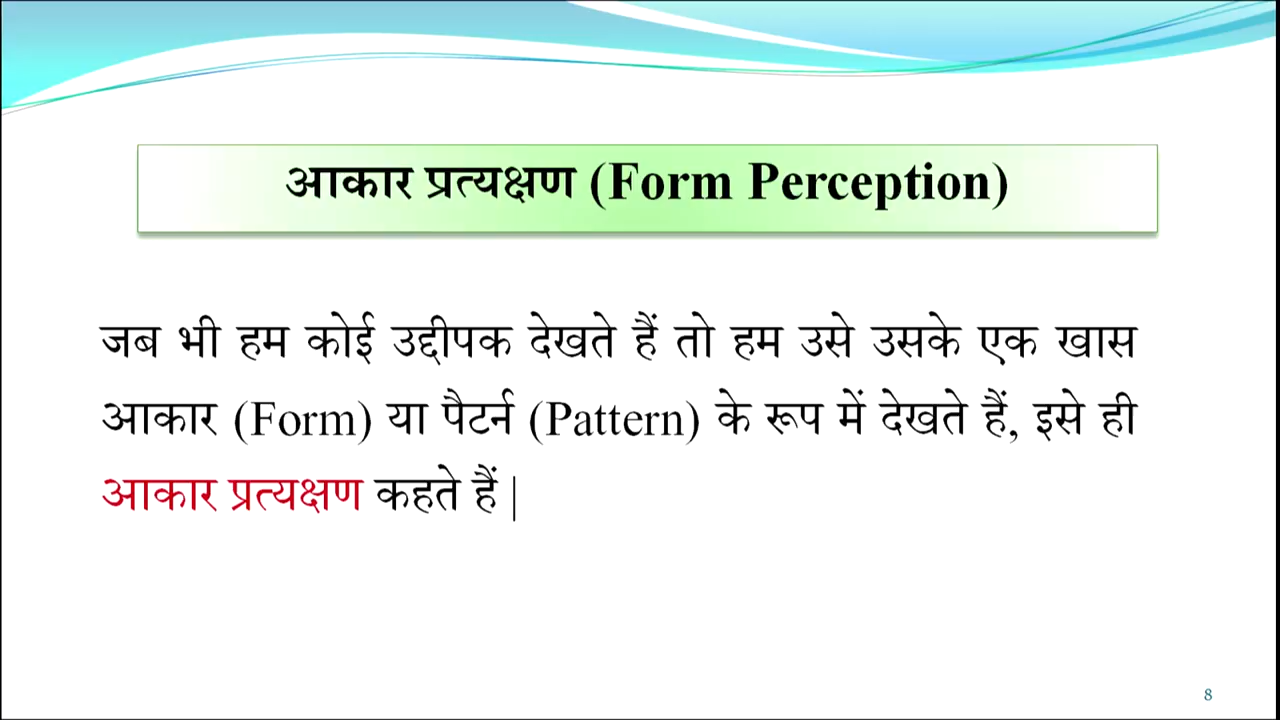 आकार प्रत्यक्षण (Form Perception)
जब भी हम कोई उद्दीपक देखते हैं तो हम उसे उसके एक खास
आकार (Form) या पैटर्न (Pattern) के रूप में देखते हैं, इसे ही
आकार प्रत्यक्षण कहते हैं |
8